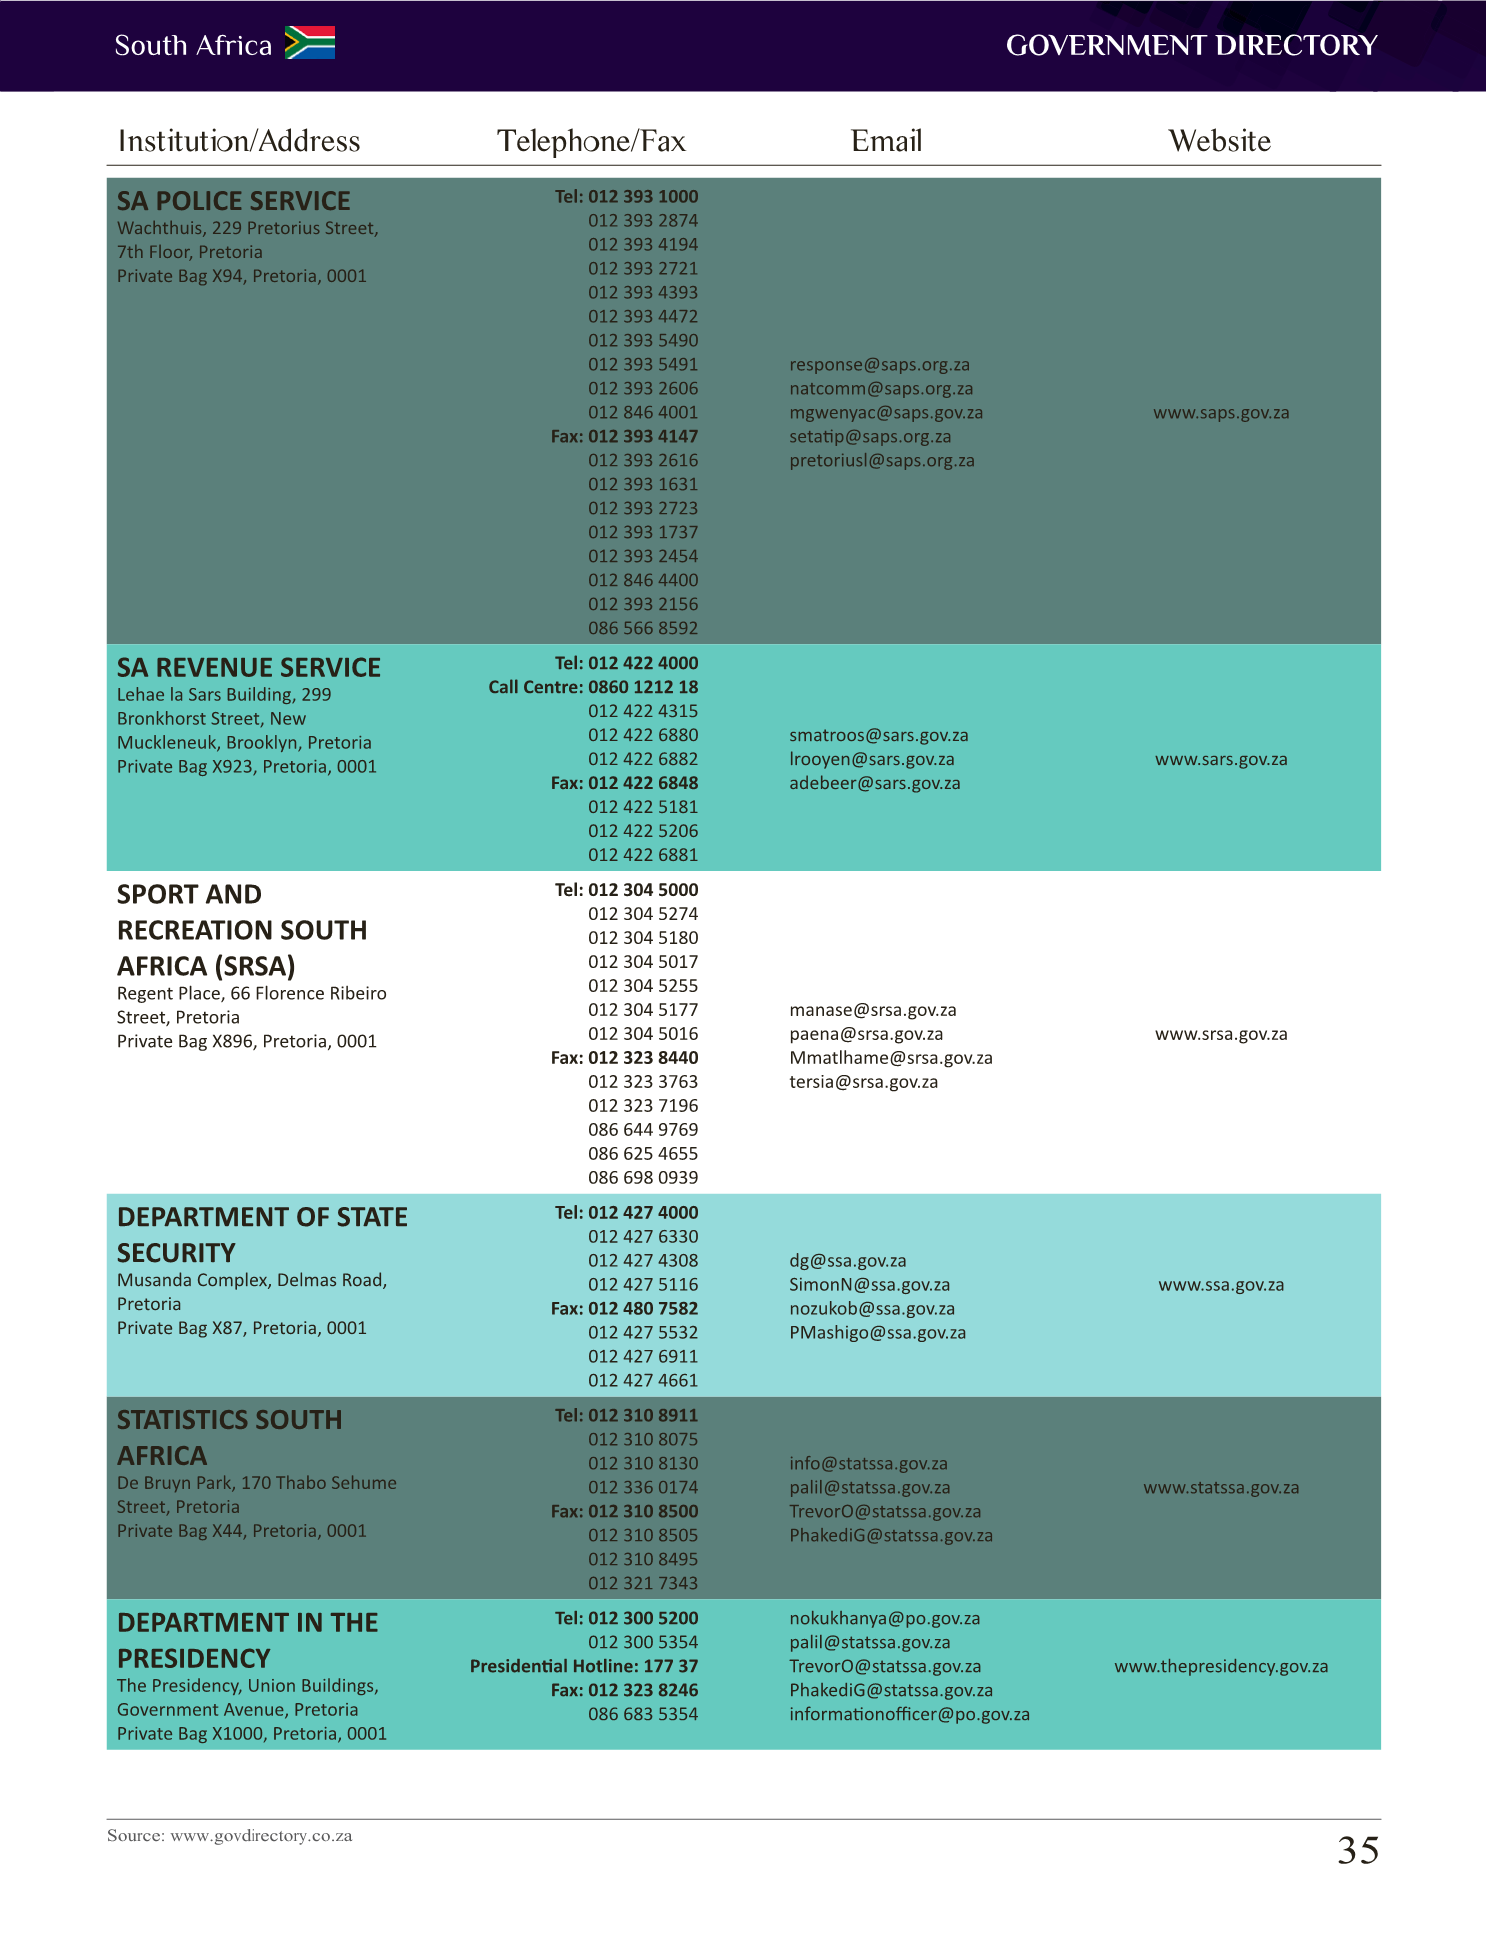 South Africa
GOVERNMENT DIRECTORY
Institution/Address
Telephone/Fax
Email
Website
SA POLICE SERVICE
Wachthuis, 229 Pretorius Street,
7th Floor, Pretoria
Private Bag X94, Pretoria, 0001
Tel: 012 393 1000
012 393 2874
012 393 4194
012 393 2721
012 393 4393
012 393 4472
012 393 5490
012 393 5491
012 393 2606
012 846 4001
Fax: 012 393 4147
012 393 2616
012 393 1631
012 393 2723
012 393 1737
012 393 2454
012 846 4400
012 393 2156
086 566 8592
response@saps.org.za
natcomm@saps.org.za
mgwenyac@saps.gov.za
setatip@saps.org.za
pretoriusl@saps.org.za
www.saps.gov.za
SA REVENUE SERVICE
Lehae la Sars Building, 299
Bronkhorst Street, New
Muckleneuk, Brooklyn, Pretoria
Private Bag X923, Pretoria, 0001
Tel: 012 422 4000
Call Centre: 0860 1212 18
012 422 4315
012 422 6880
012 422 6882
Fax: 012 422 6848
012 422 5181
012 422 5206
012 422 6881
smatroos@sars.gov.za
lrooyen@sars.gov.za
adebeer@sars.gov.za
www.sars.gov.za
SPORT AND
RECREATION SOUTH
AFRICA (SRSA)
Regent Place, 66 Florence Ribeiro
Street, Pretoria
Private Bag X896, Pretoria, 0001
Tel: 012 304 5000
012 304 5274
012 304 5180
012 304 5017
012 304 5255
012 304 5177
012 304 5016
Fax: 012 323 8440
012 323 3763
012 323 7196
086 644 9769
086 625 4655
086 698 0939
manase@srsa.gov.za
paena@srsa.gov.za
Mmatlhame@srsa.gov.za
tersia@srsa.gov.za
www.srsa.gov.za
DEPARTMENT OF STATE
SECURITY
Musanda Complex, Delmas Road,
Pretoria
Private Bag X87, Pretoria, 0001
Tel: 012 427 4000
012 427 6330
012 427 4308
012 427 5116
Fax: 012 480 7582
012 427 5532
012 427 6911
012 427 4661
dg@ssa.gov.za
SimonN@ssa.gov.za
nozukob@ssa.gov.za
PMashigo@ssa.gov.za
www.ssa.gov.za
STATISTICS SOUTH
AFRICA
De Bruyn Park, 170 Thabo Sehume
Street, Pretoria
Private Bag X44, Pretoria, 0001
Tel: 012 310 8911
012 310 8075
012 310 8130
012 336 0174
Fax: 012 310 8500
012 310 8505
012 310 8495
012 321 7343
info@statssa.gov.za
palil@statssa.gov.za
TrevorO@statssa.gov.za
PhakediG@statssa.gov.za
www.statssa.gov.za
DEPARTMENT IN THE
PRESIDENCY
The Presidency, Union Buildings,
Government Avenue, Pretoria
Private Bag X1000, Pretoria, 0001
Tel: 012 300 5200
012 300 5354
Presidential Hotline: 177 37
Fax: 012 323 8246
086 683 5354
nokukhanya@po.gov.za
palil@statssa.gov.za
TrevorO@statssa.gov.za
PhakediG@statssa.gov.za
informationofficer@po.gov.za
www.thepresidency.gov.za
Source: www.govdirectory.co.za
35